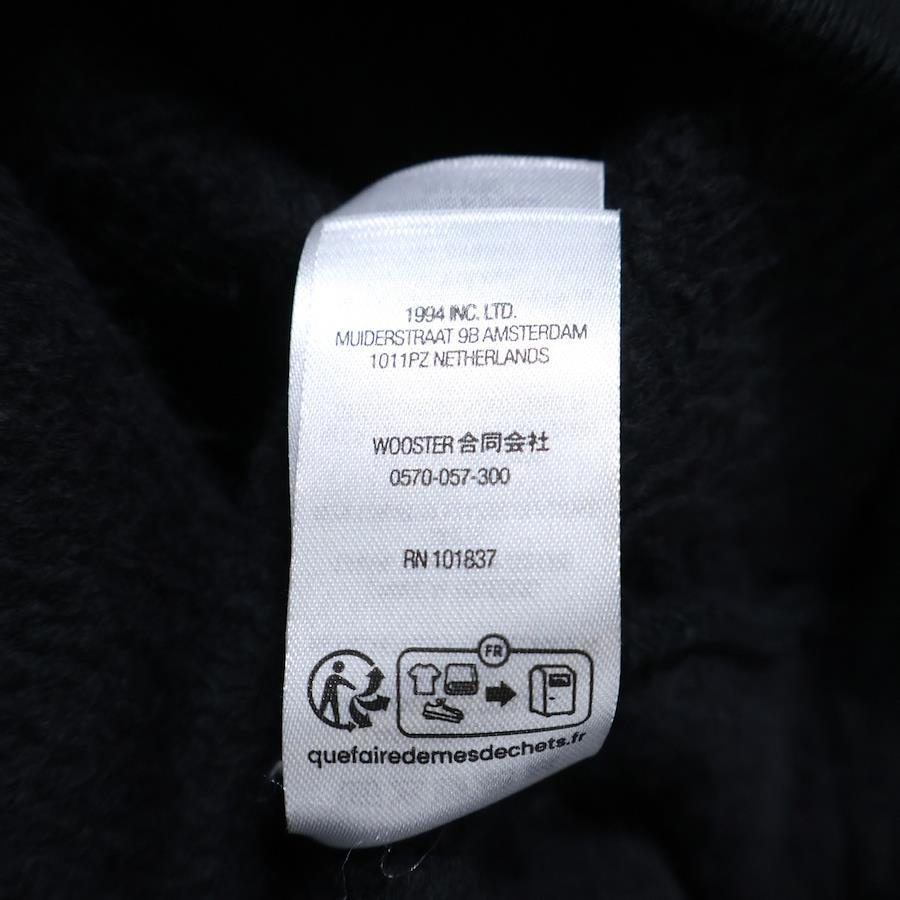 1994 INC. LTD.
MUIDERSTRAAT 9B AMSTERDAM
1011PZ NETHERLANDS
WOOSTER 合同会社
0570-057-300
RN 101837
FR
quefairedemesdechets.fr